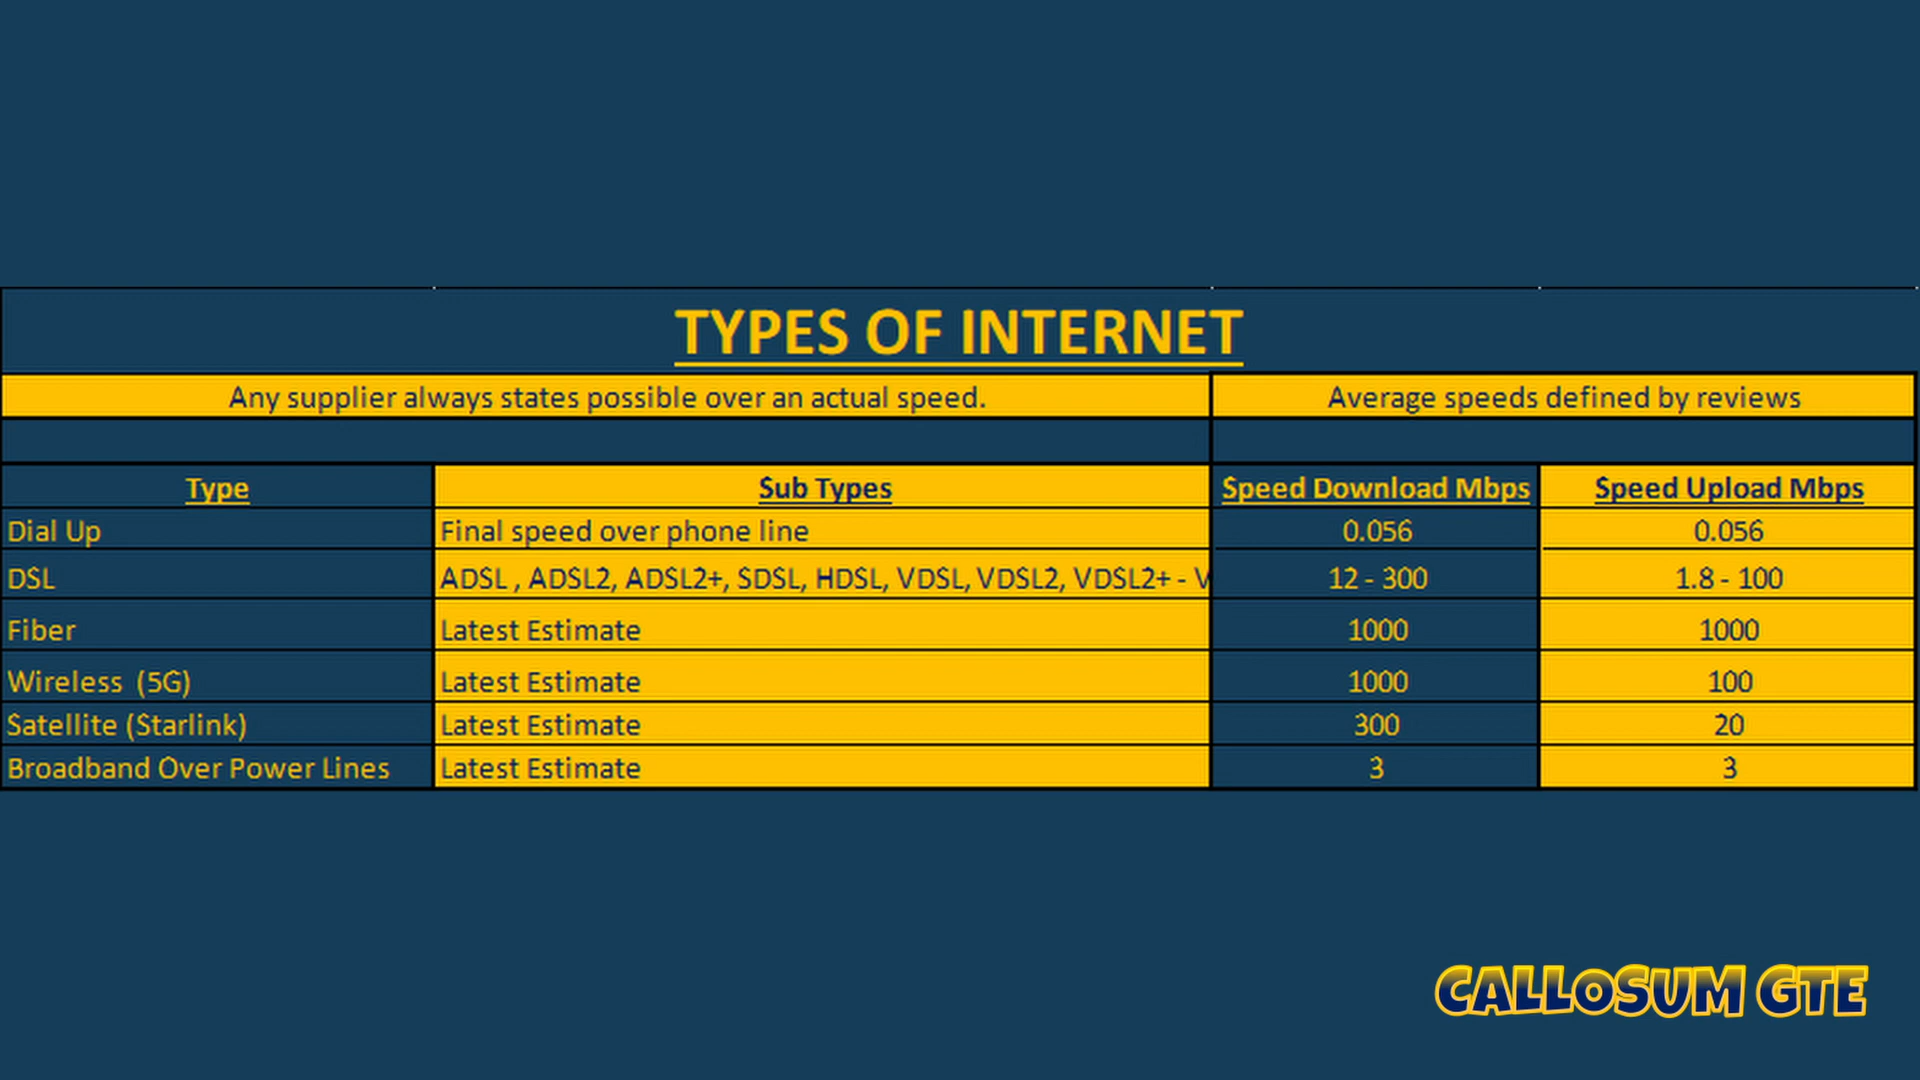 TYPES OF INTERNET
Any supplier always states possible over an actual speed. Average speeds defined by reviews
Type Sub Types Speed Download Mbps Speed Upload Mbps
Dial Up Final speed over phone line 0.056 0.056
DSL ADSL , ADSL2, ADSL2+, SDSL, HDSL, VDSL, VDSL2, VDSL2+ - 12 - 300 1.8 - 100
Fiber Latest Estimate 1000 1000
Wireless (5G) Latest Estimate 1000 100
Satellite (Starlink) Latest Estimate 300 20
Broadband Over Power Lines Latest Estimate 3 3
CALLOSUM GTE